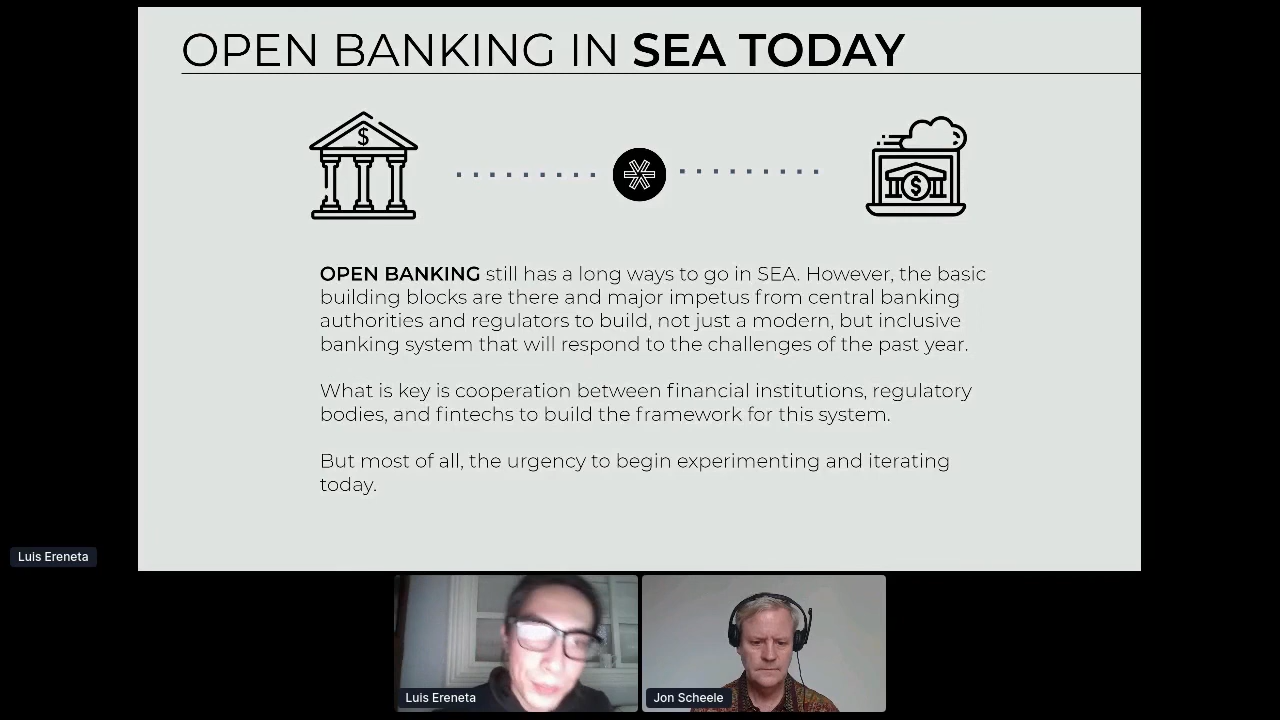 OPEN BANKING IN SEA TODAY
$
$
OPEN BANKING still has a long ways to go in SEA. However, the basic
building blocks are there and major impetus from central banking
authorities and regulators to build, not just a modern, but inclusive
banking system that will respond to the challenges of the past year.
What is key is cooperation between financial institutions, regulatory
bodies, and fintechs to build the framework for this system.
But most of all, the urgency to begin experimenting and iterating
today.
Luis Ereneta
Luis Ereneta
Jon Scheele